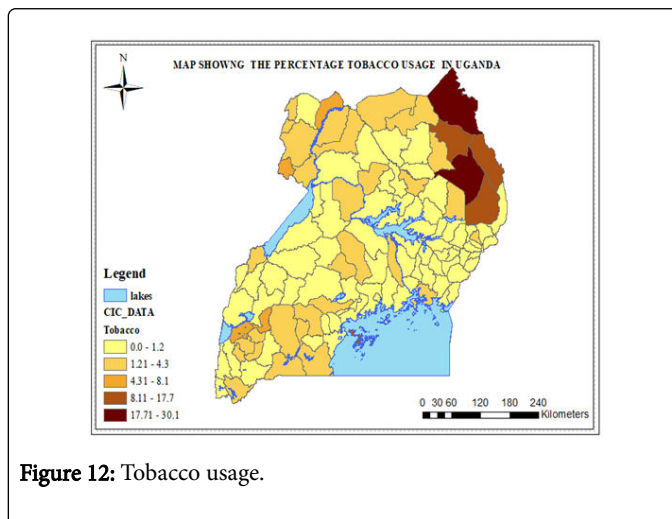 N
MAP SHOWNG THE PERCENTAGE TOBACCO USAGE IN UGANDA
Legend
lakes
CIC_DATA
Tobacco
0.0 - 1.2
1.21 - 4.3
4.31 - 8.1
8.11 - 17.7
17.71 - 30.1
0 30 60 120 180 240
Kilometers
Figure 12: Tobacco usage.